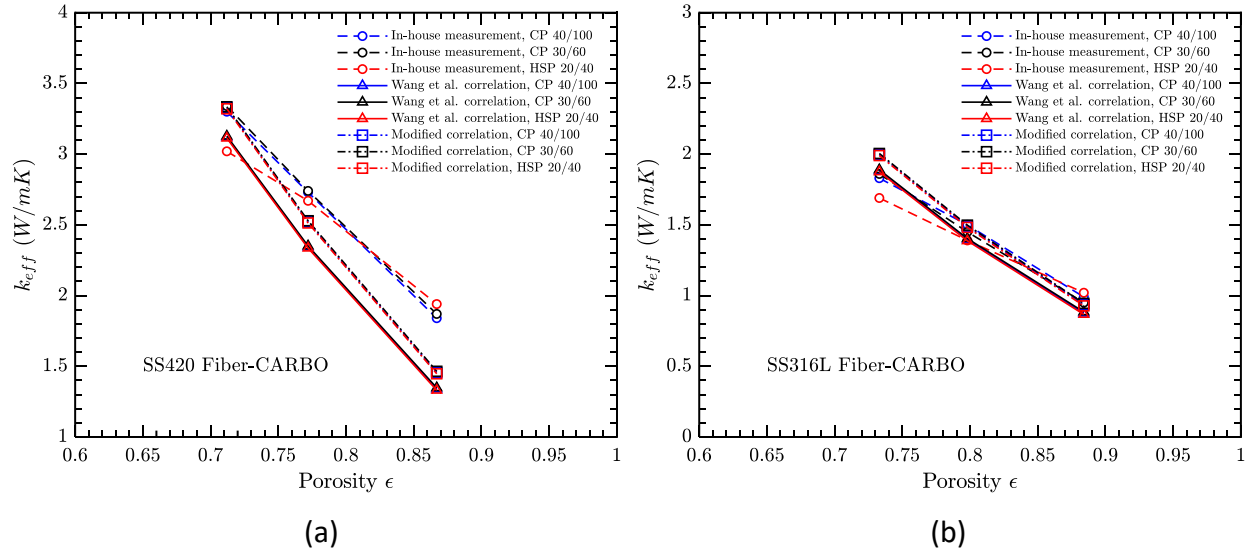 4
3.5
3
2.5
2
1.5
1
k_eff (W/mK)
In-house measurement, CP 40/100
In-house measurement, CP 30/60
In-house measurement, HSP 20/40
Wang et al. correlation, CP 40/100
Wang et al. correlation, CP 30/60
Wang et al. correlation, HSP 20/40
Modified correlation, CP 40/100
Modified correlation, CP 30/60
Modified correlation, HSP 20/40
SS420 Fiber-CARBO
0.6 0.65 0.7 0.75 0.8 0.85 0.9 0.95 1
Porosity ϵ
(a)
3
2.5
2
1.5
1
0.5
0
k_eff (W/mK)
In-house measurement, CP 40/100
In-house measurement, CP 30/60
In-house measurement, HSP 20/40
Wang et al. correlation, CP 40/100
Wang et al. correlation, CP 30/60
Wang et al. correlation, HSP 20/40
Modified correlation, CP 40/100
Modified correlation, CP 30/60
Modified correlation, HSP 20/40
SS316L Fiber-CARBO
0.6 0.65 0.7 0.75 0.8 0.85 0.9 0.95 1
Porosity ϵ
(b)